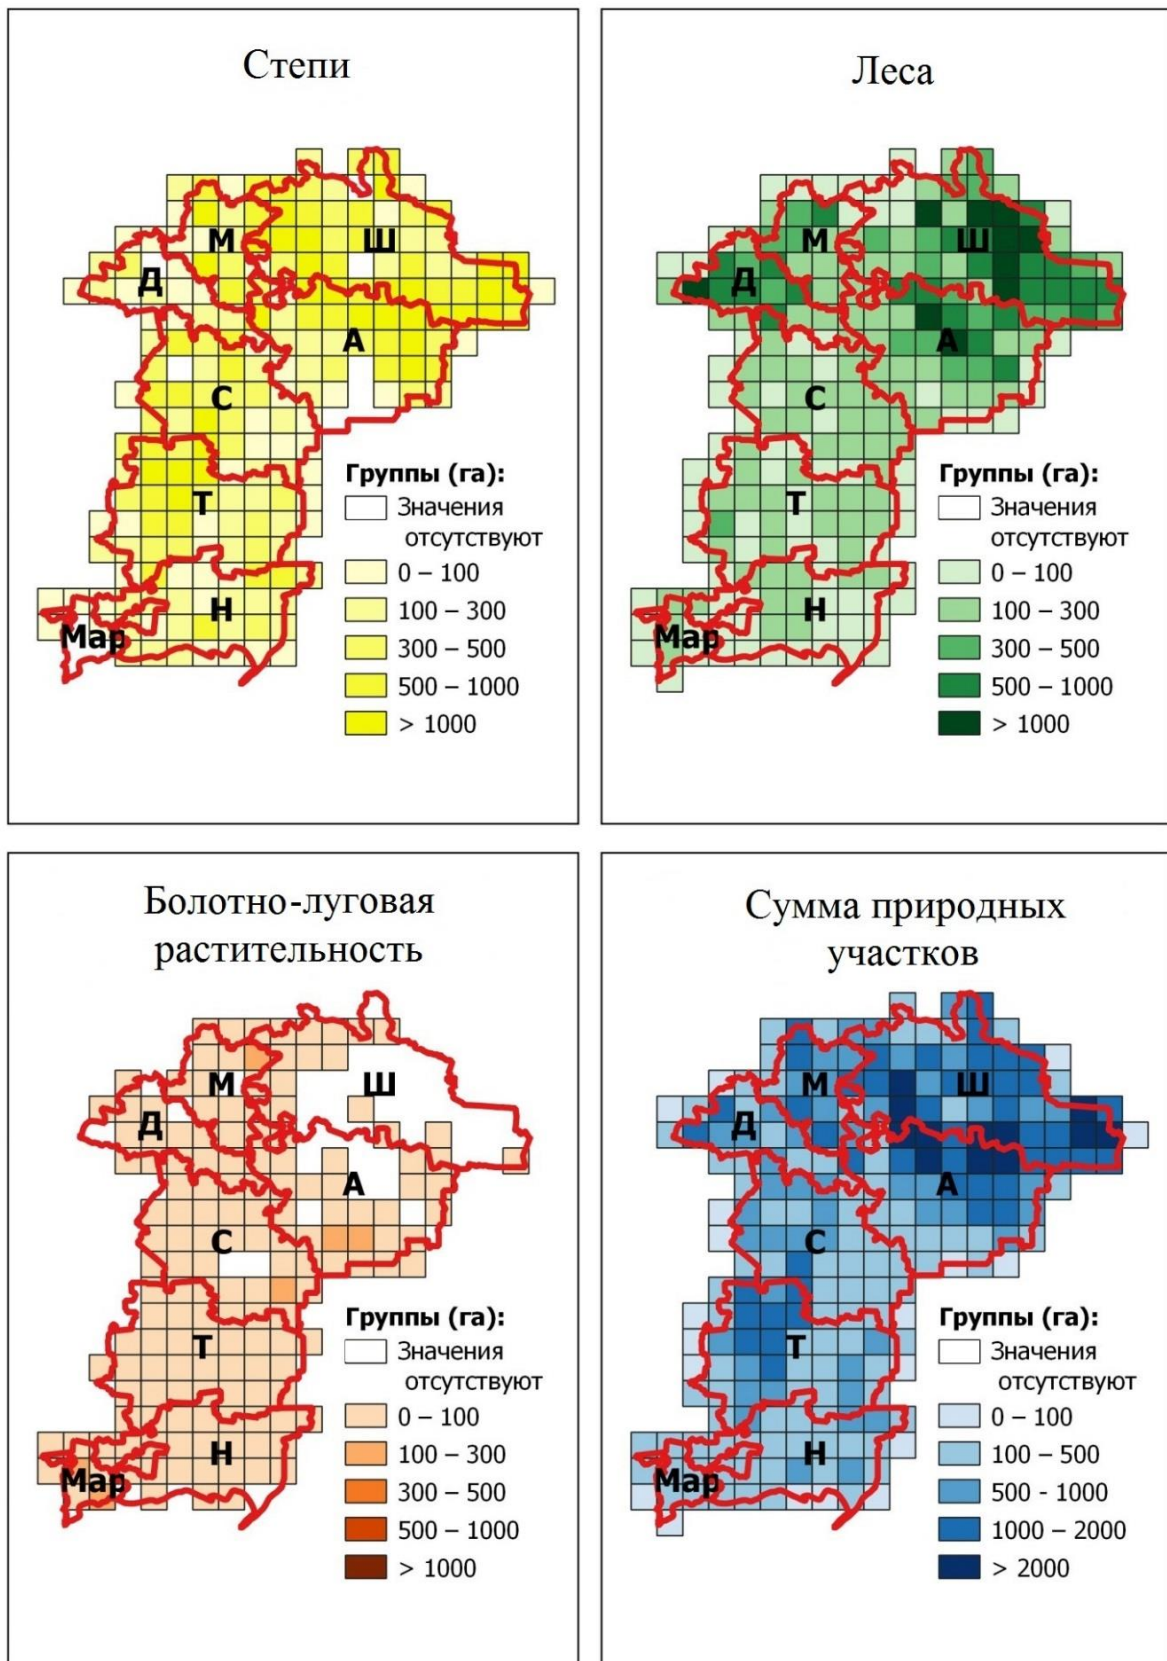 Степи
М
Ш
Д
А
С
Т
Н
Мар
Группы (га):
Значения
отсутствуют
0 – 100
100 – 300
300 – 500
500 – 1000
> 1000
Леса
М
Ш
Д
А
С
Т
Н
Мар
Группы (га):
Значения
отсутствуют
0 – 100
100 – 300
300 – 500
500 – 1000
> 1000
Болотно-луговая
растительность
М
Ш
Д
А
С
Т
Н
Мар
Группы (га):
Значения
отсутствуют
0 – 100
100 – 300
300 – 500
500 – 1000
> 1000
Сумма природных
участков
М
Ш
Д
А
С
Т
Н
Мар
Группы (га):
Значения
отсутствуют
0 – 100
100 – 500
500 - 1000
1000 – 2000
> 2000